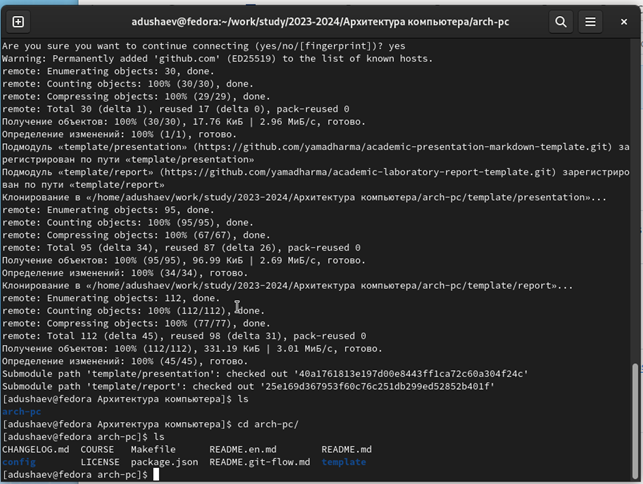 adushaev@fedora:~/work/study/2023-2024/Архитектура компьютера/arch-pc
Are you sure you want to continue connecting (yes/no/[fingerprint])? yes
Warning: Permanently added 'github.com' (ED25519) to the list of known hosts.
remote: Enumerating objects: 30, done.
remote: Counting objects: 100% (30/30), done.
remote: Compressing objects: 100% (29/29), done.
remote: Total 30 (delta 1), reused 17 (delta 0), pack-reused 0
Получение объектов: 100% (30/30), 17.76 КиБ | 2.96 МиБ/с, готово.
Определение изменений: 100% (1/1), готово.
Подмодуль «template/presentation» (https://github.com/yamadharma/academic-presentation-markdown-template.git) за
регистрирован по пути «template/presentation»
Подмодуль «template/report» (https://github.com/yamadharma/academic-laboratory-report-template.git) зарегистриро
ван по пути «template/report»
Клонирование в «/home/adushaev/work/study/2023-2024/Архитектура компьютера/arch-pc/template/presentation»...
remote: Enumerating objects: 95, done.
remote: Counting objects: 100% (95/95), done.
remote: Compressing objects: 100% (67/67), done.
remote: Total 95 (delta 34), reused 87 (delta 26), pack-reused 0
Получение объектов: 100% (95/95), 96.99 КиБ | 2.69 МиБ/с, готово.
Определение изменений: 100% (34/34), готово.
Клонирование в «/home/adushaev/work/study/2023-2024/Архитектура компьютера/arch-pc/template/report»...
remote: Enumerating objects: 112, done.
remote: Counting objects: 100% (112/112), done.
remote: Compressing objects: 100% (77/77), done.
remote: Total 112 (delta 45), reused 98 (delta 31), pack-reused 0
Получение объектов: 100% (112/112), 331.19 КиБ | 3.01 МиБ/с, готово.
Определение изменений: 100% (45/45), готово.
Submodule path 'template/presentation': checked out '40a1761813e197d00e8443ff1ca72c60a304f24c'
Submodule path 'template/report': checked out '25e169d367953f60c76c251db299ed52852b401f'
[adushaev@fedora Архитектура компьютера]$ ls
arch-pc
[adushaev@fedora Архитектура компьютера]$ cd arch-pc/
[adushaev@fedora arch-pc]$ ls
CHANGELOG.md COURSE Makefile README.en.md README.md
config LICENSE package.json README.git-flow.md template
[adushaev@fedora arch-pc]$